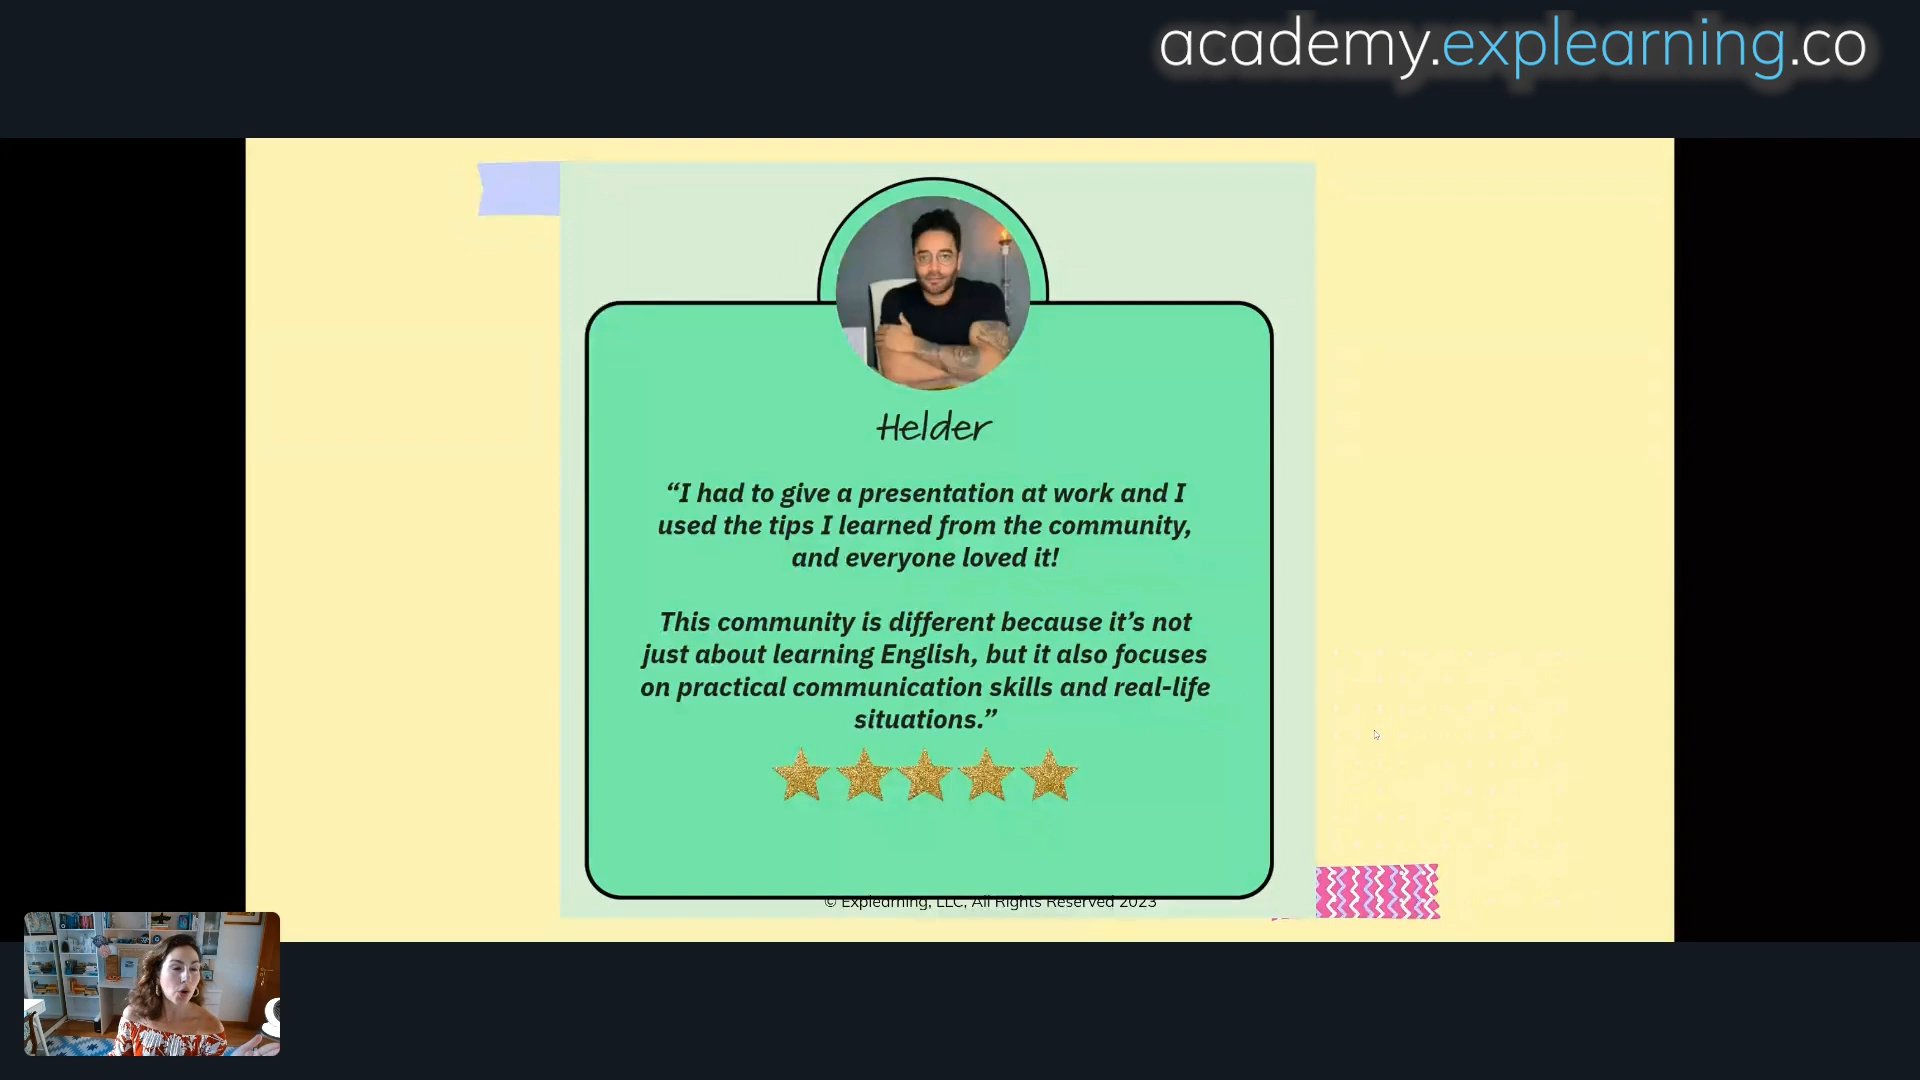 academy.explearning.co
Helder
“I had to give a presentation at work and I
used the tips I learned from the community,
and everyone loved it!
This community is different because it’s not
just about learning English, but it also focuses
on practical communication skills and real-life
situations.”
© Explearning, LLC, All Rights Reserved 2023